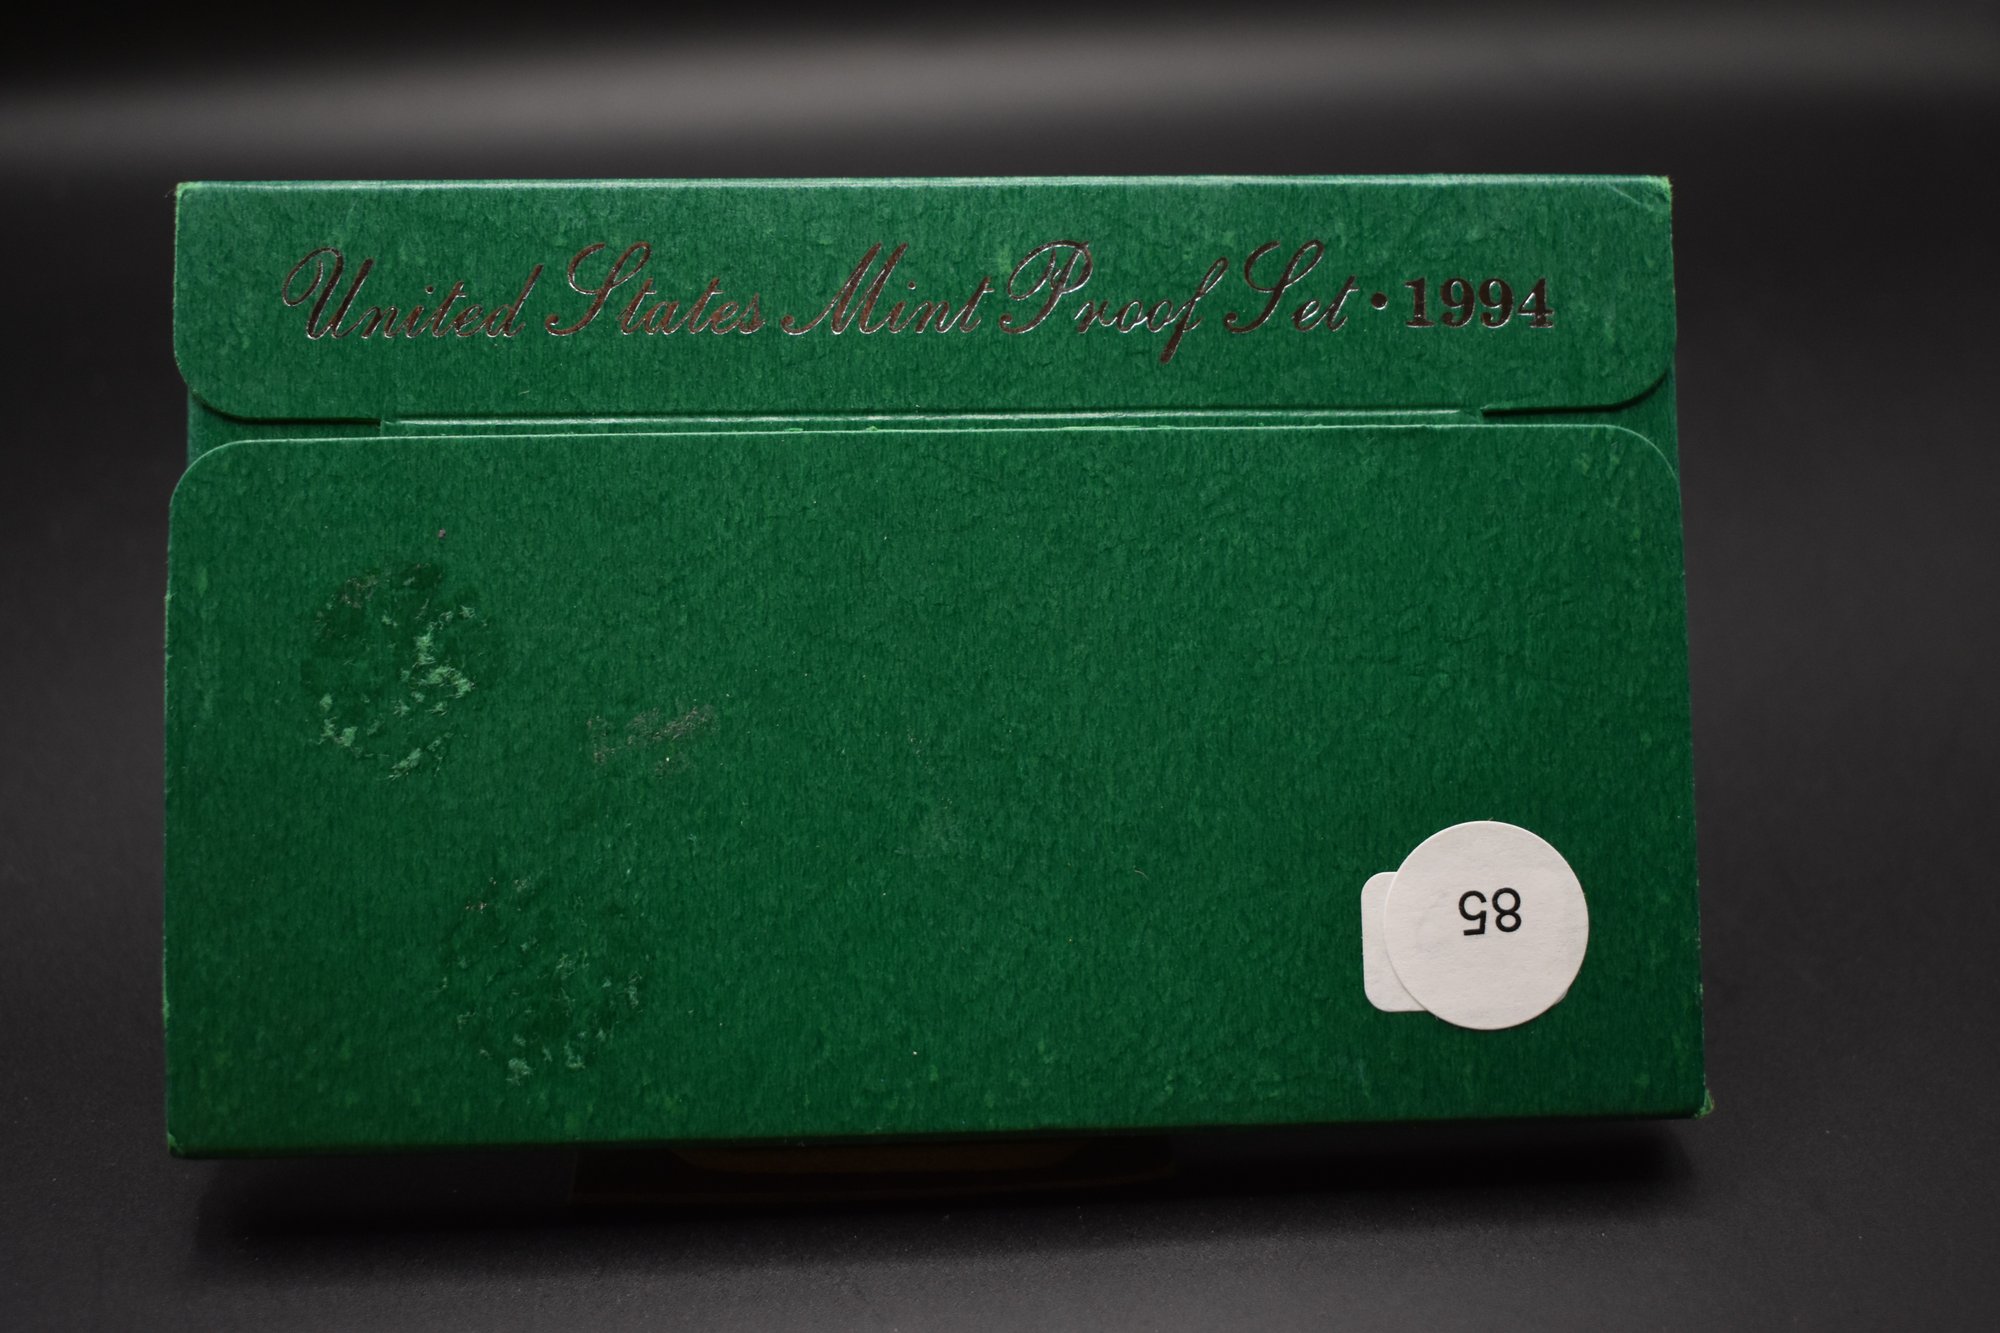 United States Mint Proof Set • 1994
85